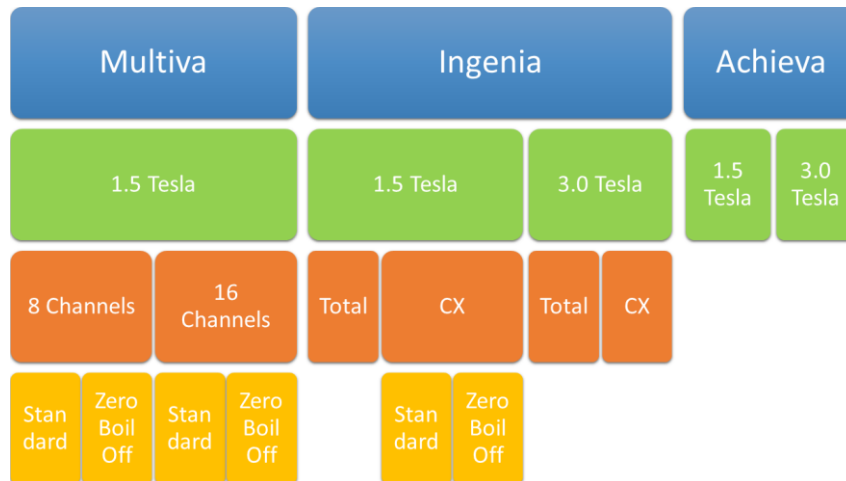 Multiva
Ingenia
Achieva
1.5 Tesla
1.5 Tesla
3.0 Tesla
1.5
Tesla
3.0
Tesla
8 Channels
16
Channels
Total
CX
Total
CX
Stan
dard
Zero
Boil
Off
Stan
dard
Zero
Boil
Off
Stan
dard
Zero
Boil
Off